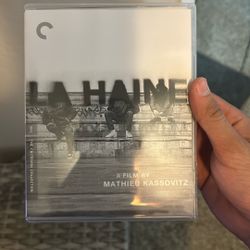 LA HAINE
A FILM BY
MATHIEU KASSOVITZ